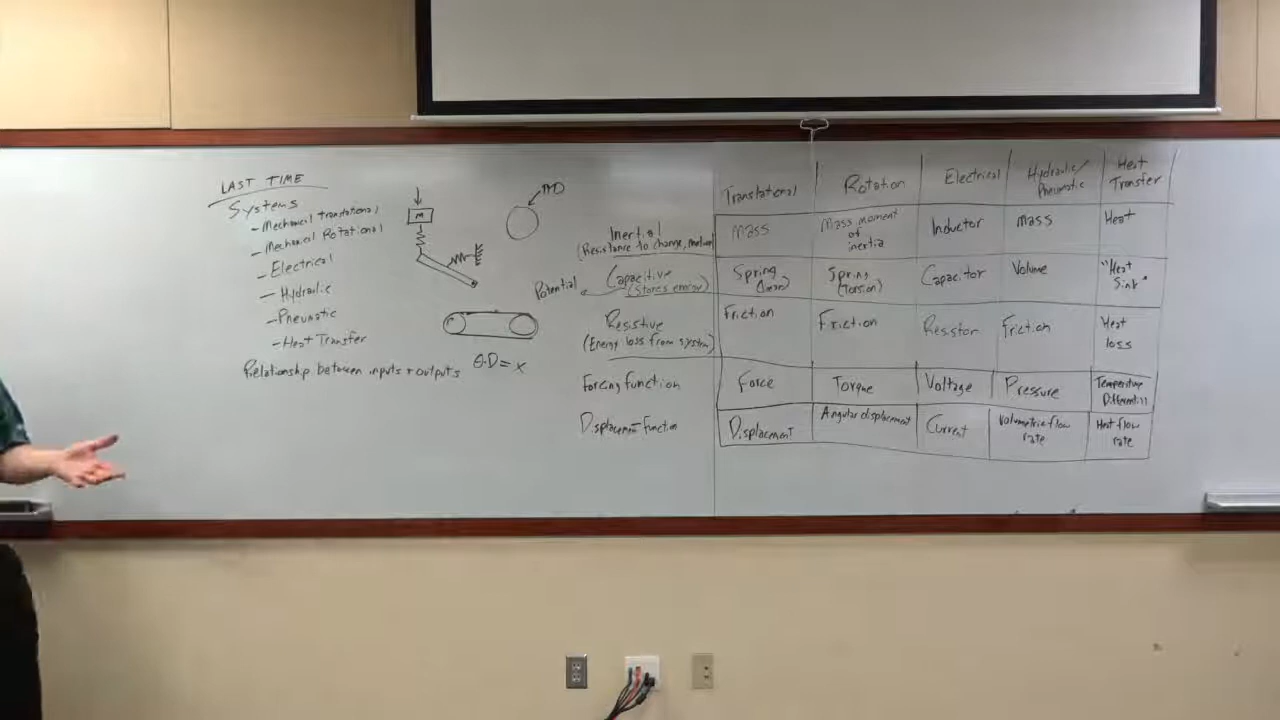 LAST TIME
Systems
- Mechanical translational
- Mechanical Rotational
- Electrical
- Hydraulic
- Pneumatic
- Heat Transfer
Relationship between inputs + outputs
M
θ·D = x
Translational
Rotation
Electrical
Hydraulic/
Pneumatic
Heat
Transfer
Inertial
(Resistance to change, motion)
Mass
Mass moment
of
inertia
Inductor
mass
Heat
Potential
Capacitive
(Stores energy)
Spring
(linear)
Spring
(Torsion)
Capacitor
Volume
"Heat
Sink"
Resistive
(Energy loss from system)
Friction
Friction
Resistor
Friction
Heat
loss
Forcing function
Force
Torque
Voltage
Pressure
Temperature
Differential
Displacement function
Displacement
Angular displacement
Current
Volumetric flow
rate
Heat flow
rate